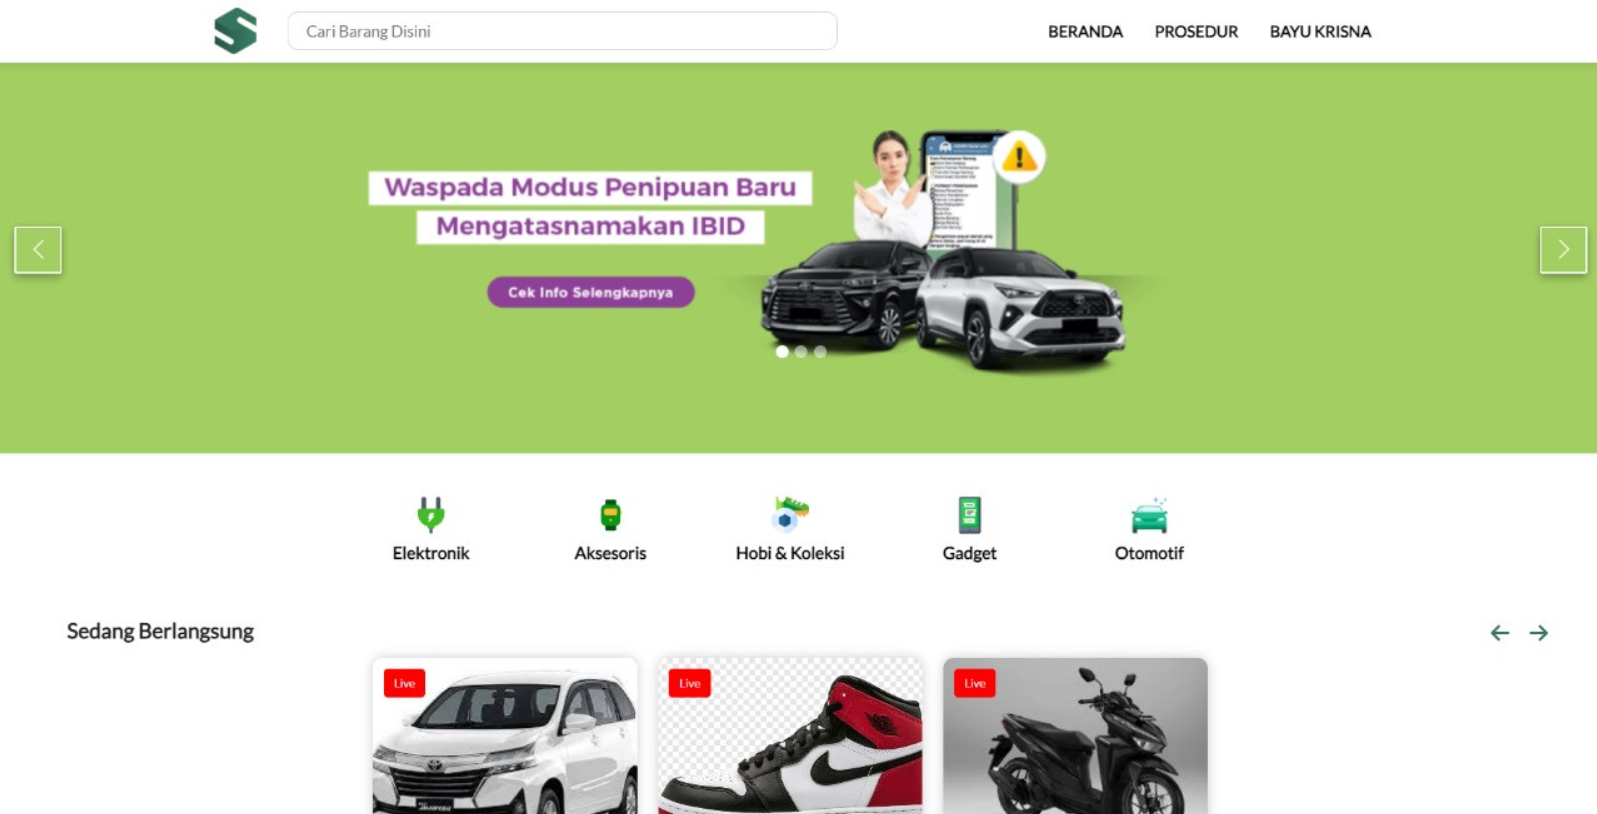 Cari Barang Disini
BERANDA PROSEDUR BAYU KRISNA
Waspada Modus Penipuan Baru
Mengatasnamakan IBID
Cek Info Selengkapnya
Elektronik Aksesoris Hobi & Koleksi Gadget Otomotif
Sedang Berlangsung
Live Live Live